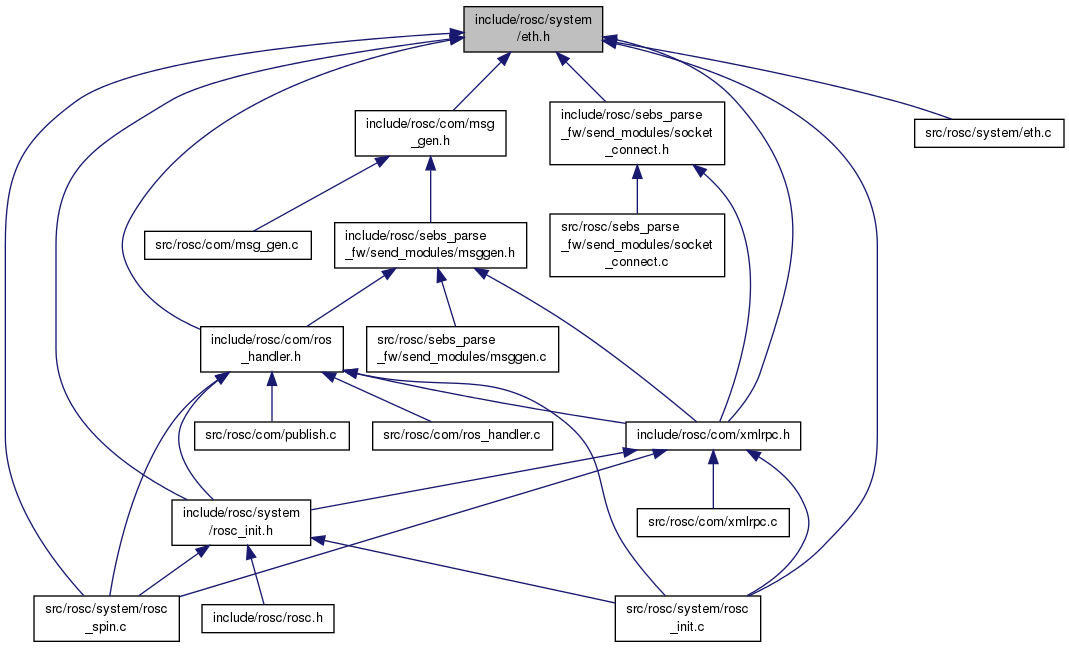 include/rosc/system
/eth.h
include/rosc/com/msg
_gen.h
include/rosc/sebs_parse
_fw/send_modules/socket
_connect.h
src/rosc/system/eth.c
src/rosc/com/msg_gen.c
include/rosc/sebs_parse
_fw/send_modules/msggen.h
src/rosc/sebs_parse
_fw/send_modules/socket
_connect.c
include/rosc/com/ros
_handler.h
src/rosc/sebs_parse
_fw/send_modules/msggen.c
src/rosc/com/publish.c
src/rosc/com/ros_handler.c
include/rosc/com/xmlrpc.h
include/rosc/system
/rosc_init.h
src/rosc/com/xmlrpc.c
src/rosc/system/rosc
_spin.c
include/rosc/rosc.h
src/rosc/system/rosc
_init.c